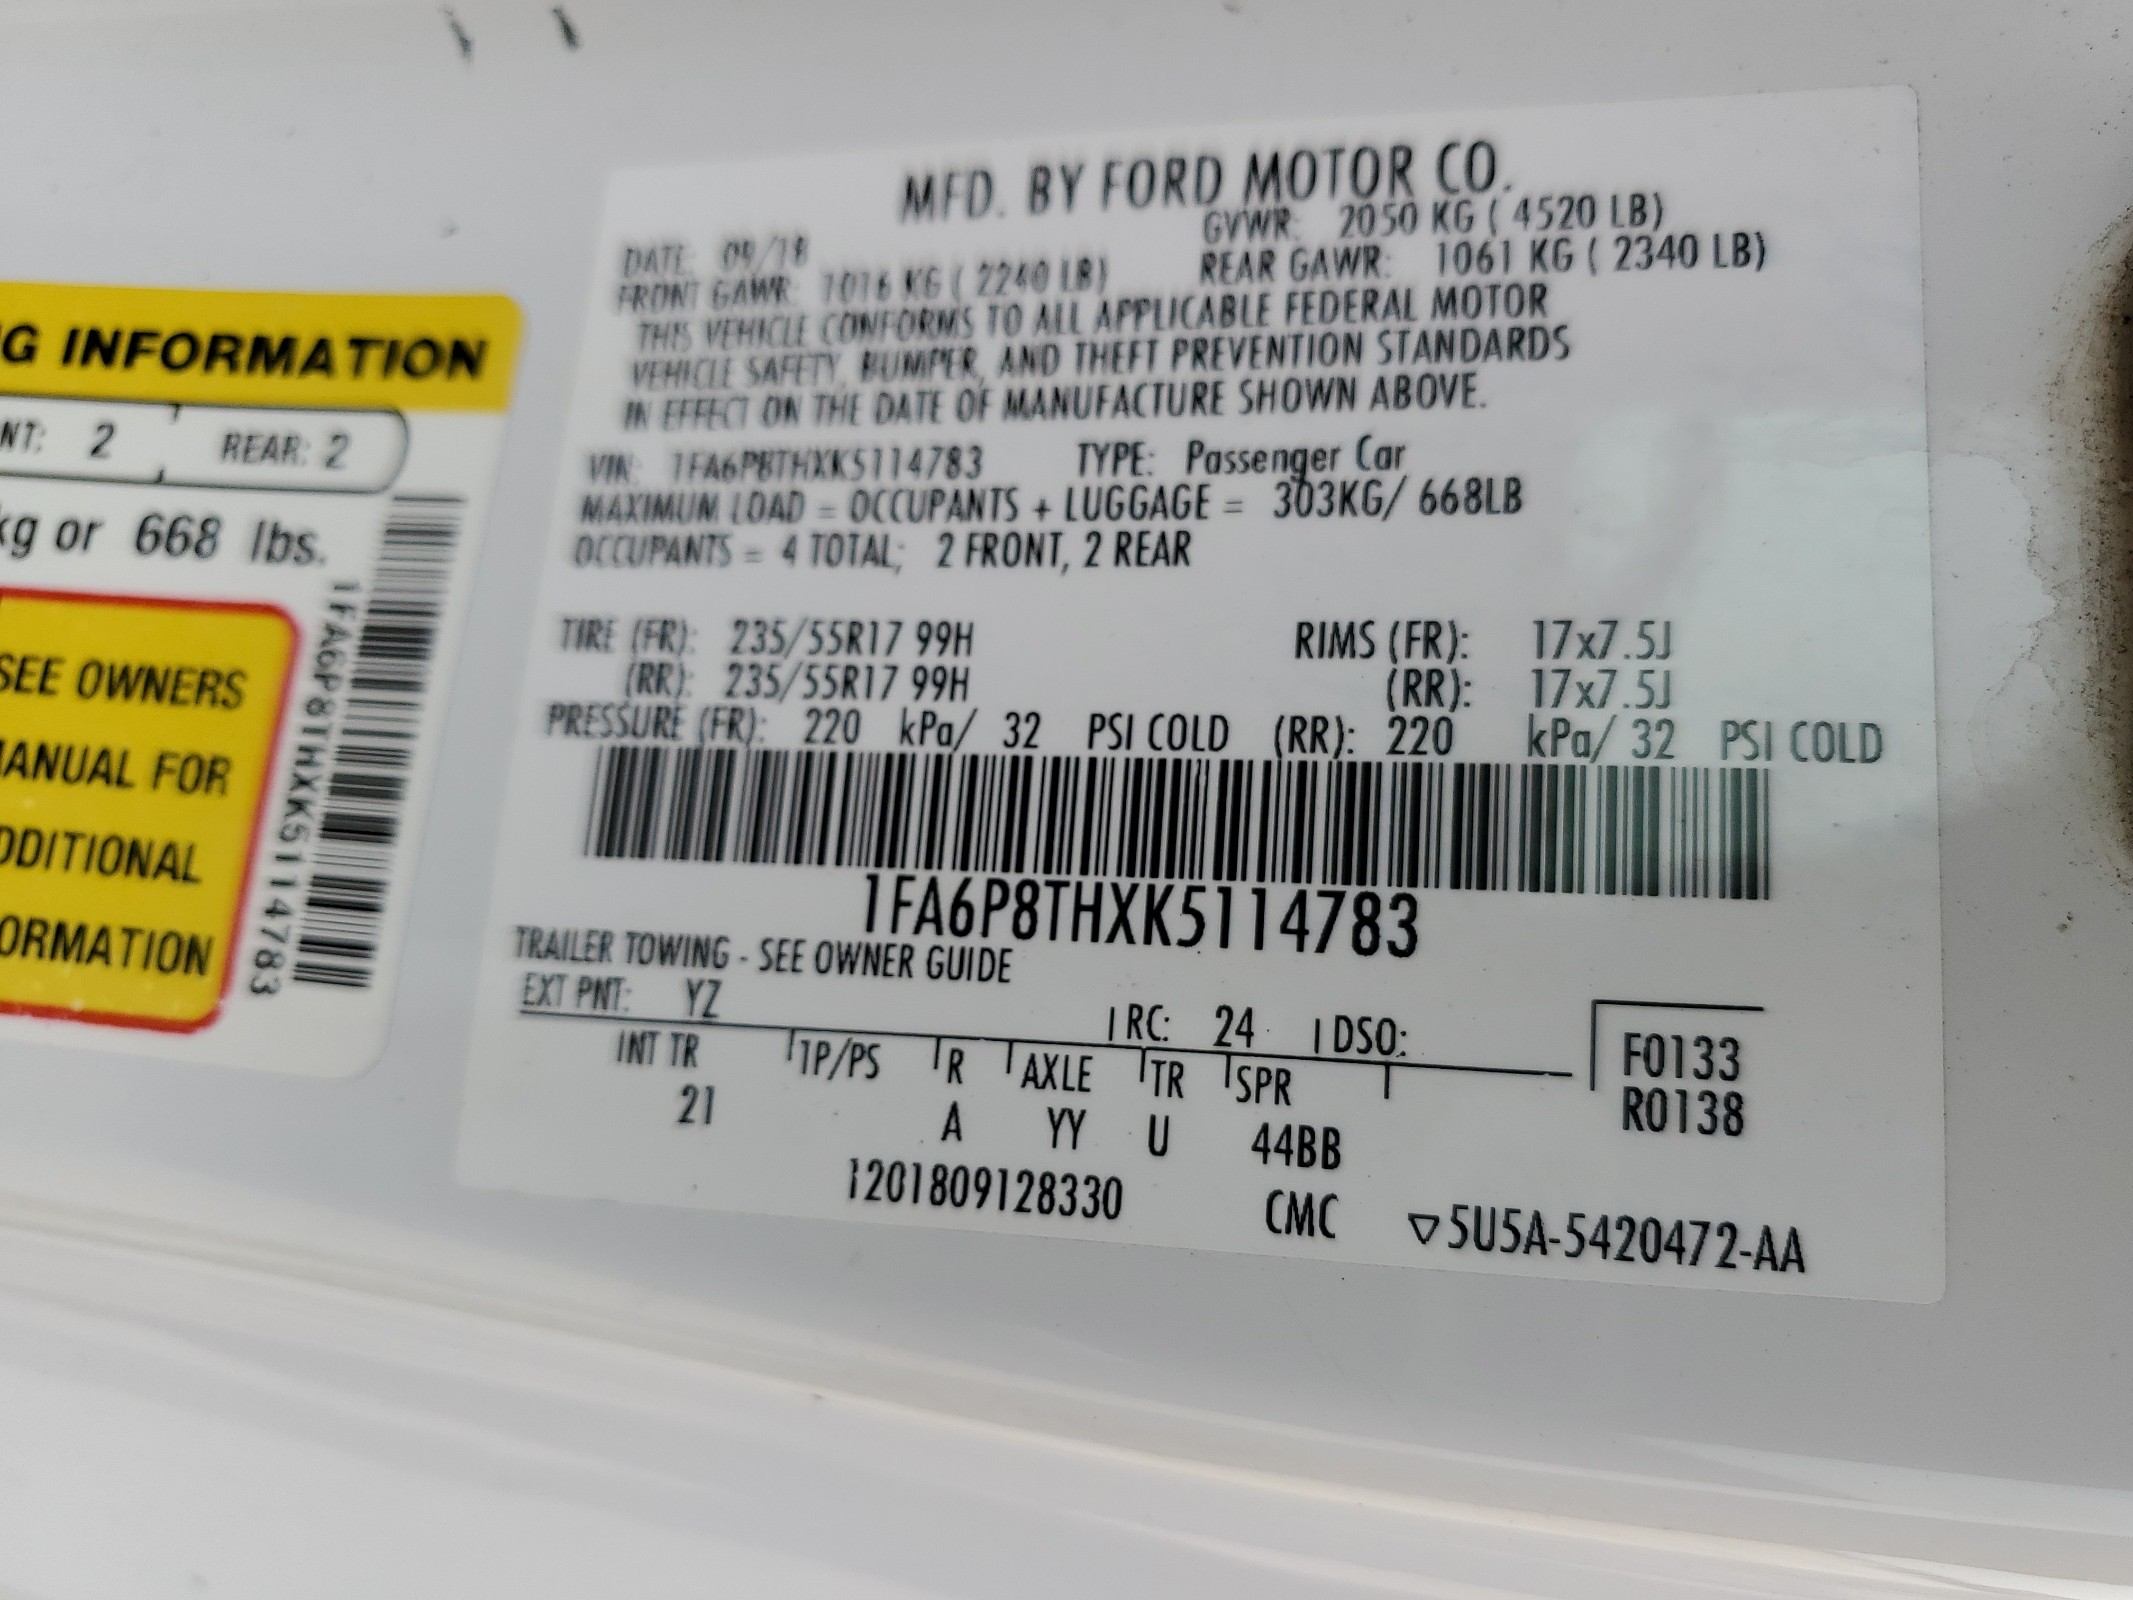 G INFORMATION
NT: 2 REAR: 2
kg or 668 lbs.
SEE OWNERS
MANUAL FOR
DDITIONAL
ORMATION
1FA6P8THXK5114783
MFD. BY FORD MOTOR CO.
DATE: 09/18 GVWR: 2050 KG ( 4520 LB)
FRONT GAWR: 1016 KG ( 2240 LB) REAR GAWR: 1061 KG ( 2340 LB)
THIS VEHICLE CONFORMS TO ALL APPLICABLE FEDERAL MOTOR
VEHICLE SAFETY, BUMPER, AND THEFT PREVENTION STANDARDS
IN EFFECT ON THE DATE OF MANUFACTURE SHOWN ABOVE.
VIN: 1FA6P8THXK5114783 TYPE: Passenger Car
MAXIMUM LOAD = OCCUPANTS + LUGGAGE = 303KG/ 668LB
OCCUPANTS = 4 TOTAL; 2 FRONT, 2 REAR
TIRE (FR): 235/55R17 99H RIMS (FR): 17x7.5J
(RR): 235/55R17 99H (RR): 17x7.5J
PRESSURE (FR): 220 kPa/ 32 PSI COLD (RR): 220 kPa/ 32 PSI COLD
1FA6P8THXK5114783
TRAILER TOWING - SEE OWNER GUIDE
EXT PNT: YZ RC: 24 DSO: F0133
INT TR TP/PS R AXLE TR SPR R0138
21 A YY U 44BB
1201809128330 CMC ▽5U5A-5420472-AA